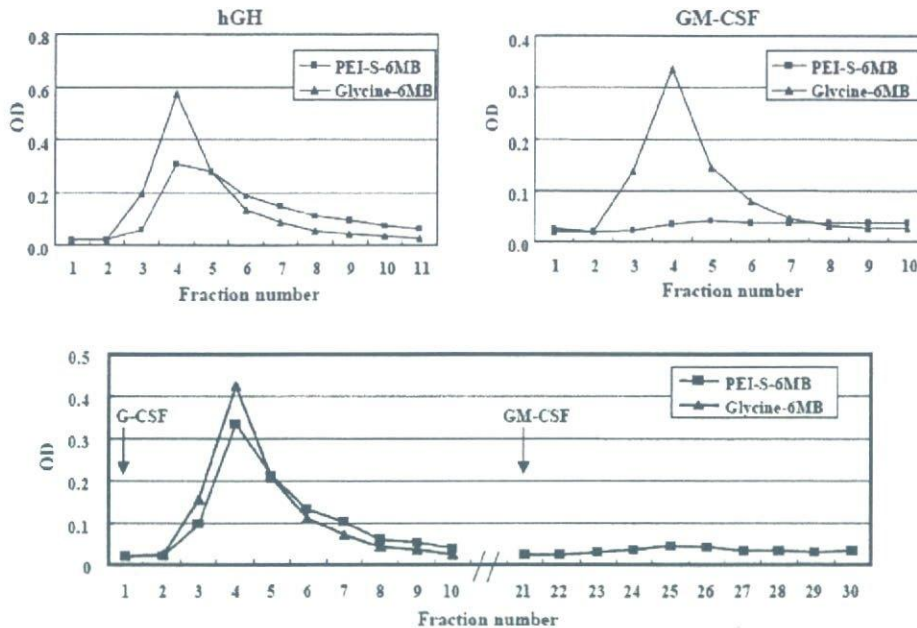 hGH
0.8
0.6
0.4
0.2
0.0
OD
PEI-S-6MB
Glycine-6MB
1 2 3 4 5 6 7 8 9 10 11
Fraction number
GM-CSF
0.4
0.3
0.2
0.1
0.0
OD
PEI-S-6MB
Glycine-6MB
1 2 3 4 5 6 7 8 9 10
Fraction number
0.5
0.4
0.3
0.2
0.1
0
OD
G-CSF
GM-CSF
PEI-S-6MB
Glycine-6MB
1 2 3 4 5 6 7 8 9 10 // 21 22 23 24 25 26 27 28 29 30
Fraction number